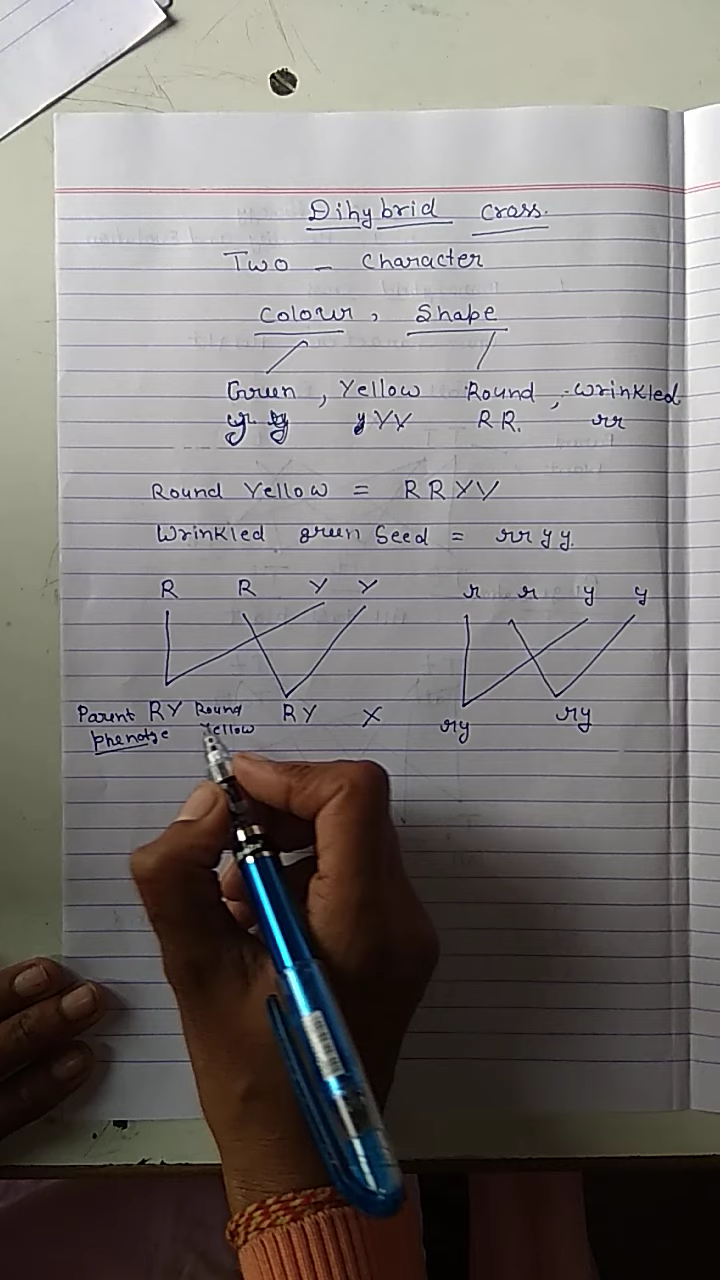 Dihybrid Cross.
Two - Character
Colour, Shape
Green, Yellow Round, Wrinkled
yy YY RR. rr
Round Yellow = RRYY
Wrinkled green Seed = rryy.
R R Y Y r r y y
Parent RY Round RY X ry ry
phenotye Yellow